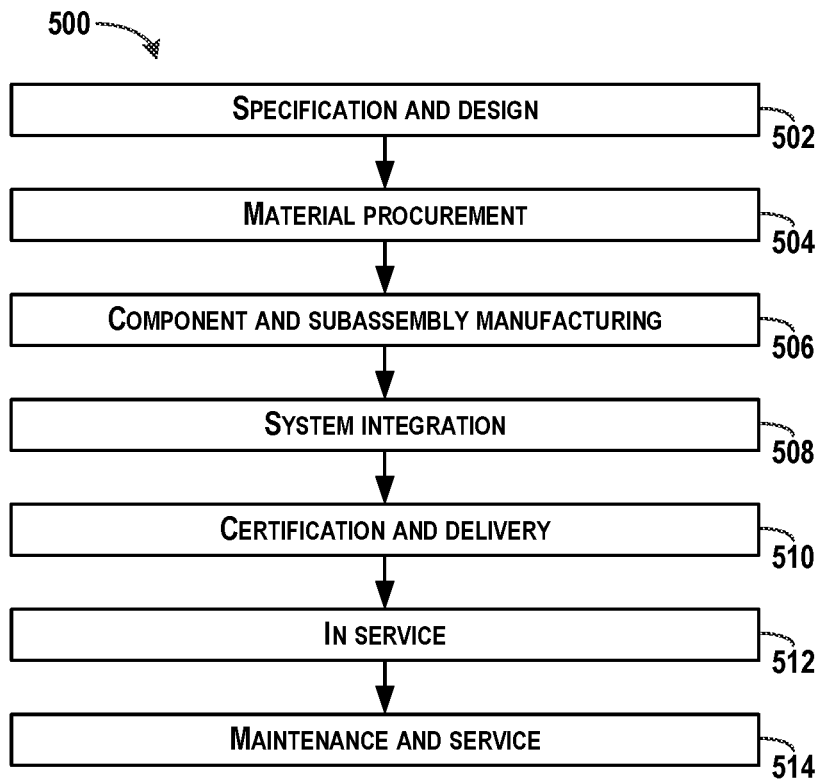 500
SPECIFICATION AND DESIGN
502
MATERIAL PROCUREMENT
504
COMPONENT AND SUBASSEMBLY MANUFACTURING
506
SYSTEM INTEGRATION
508
CERTIFICATION AND DELIVERY
510
IN SERVICE
512
MAINTENANCE AND SERVICE
514